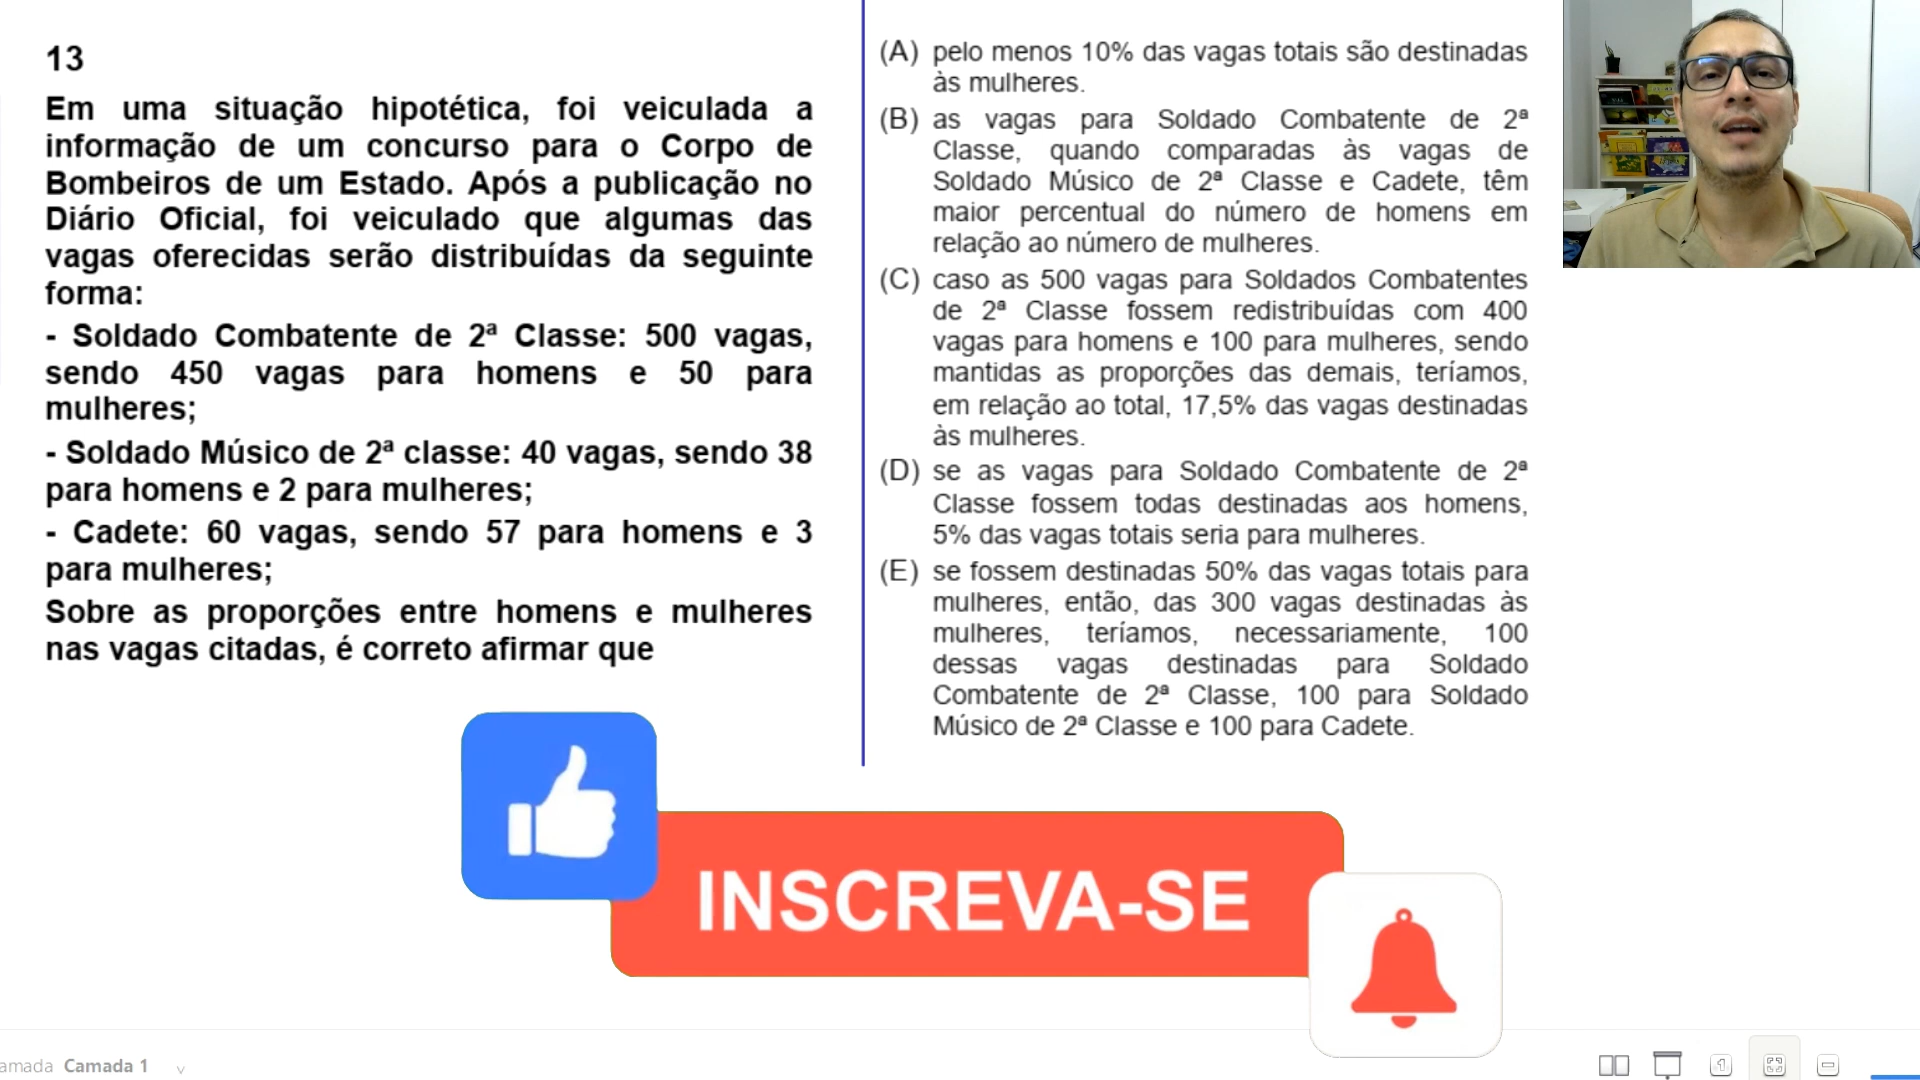 13
Em uma situação hipotética, foi veiculada a
informação de um concurso para o Corpo de
Bombeiros de um Estado. Após a publicação no
Diário Oficial, foi veiculado que algumas das
vagas oferecidas serão distribuídas da seguinte
forma:
- Soldado Combatente de 2ª Classe: 500 vagas,
sendo 450 vagas para homens e 50 para
mulheres;
- Soldado Músico de 2ª classe: 40 vagas, sendo 38
para homens e 2 para mulheres;
- Cadete: 60 vagas, sendo 57 para homens e 3
para mulheres;
Sobre as proporções entre homens e mulheres
nas vagas citadas, é correto afirmar que
(A) pelo menos 10% das vagas totais são destinadas
às mulheres.
(B) as vagas para Soldado Combatente de 2ª
Classe, quando comparadas às vagas de
Soldado Músico de 2ª Classe e Cadete, têm
maior percentual do número de homens em
relação ao número de mulheres.
(C) caso as 500 vagas para Soldados Combatentes
de 2ª Classe fossem redistribuídas com 400
vagas para homens e 100 para mulheres, sendo
mantidas as proporções das demais, teríamos,
em relação ao total, 17,5% das vagas destinadas
às mulheres.
(D) se as vagas para Soldado Combatente de 2ª
Classe fossem todas destinadas aos homens,
5% das vagas totais seria para mulheres.
(E) se fossem destinadas 50% das vagas totais para
mulheres, então, das 300 vagas destinadas às
mulheres, teríamos, necessariamente, 100
dessas vagas destinadas para Soldado
Combatente de 2ª Classe, 100 para Soldado
Músico de 2ª Classe e 100 para Cadete.
INSCREVA-SE
amada Camada 1
1